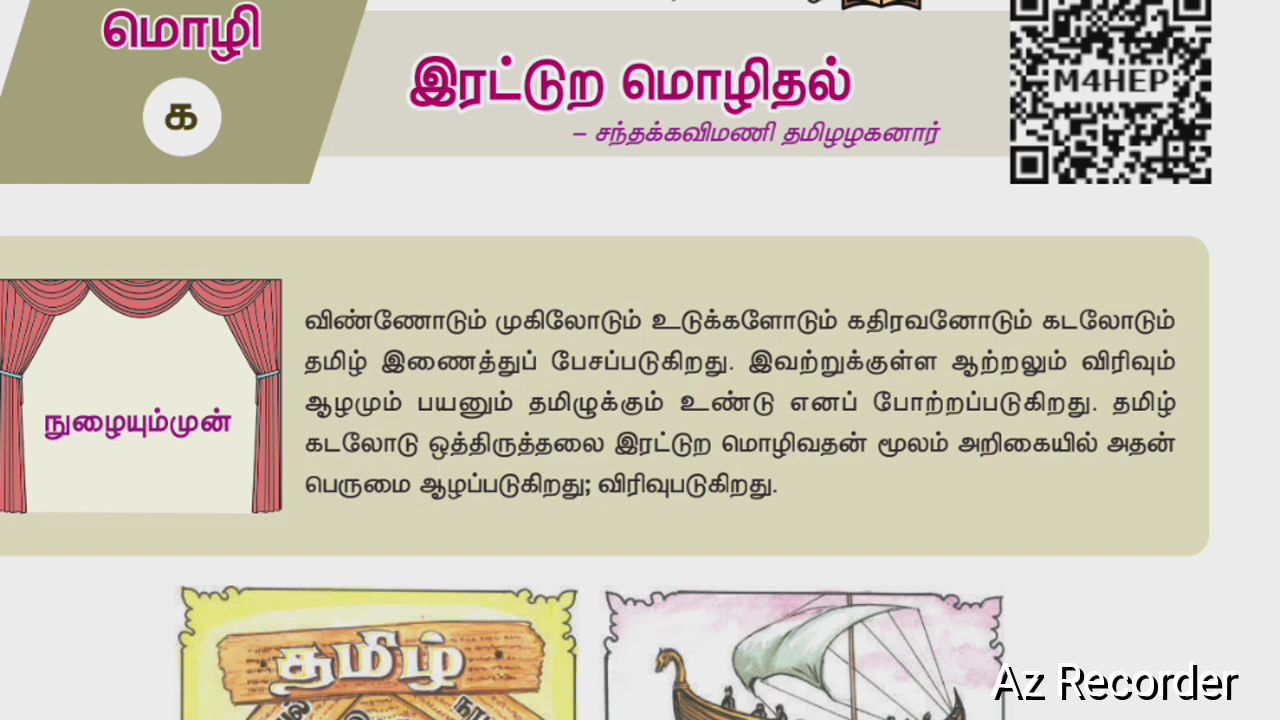 மொழி
க
இரட்டுற மொழிதல்
– சந்தக்கவிமணி தமிழழகனார்
M4HEP
நுழையும்முன்
விண்ணோடும் முகிலோடும் உடுக்களோடும் கதிரவனோடும் கடலோடும்
தமிழ் இணைத்துப் பேசப்படுகிறது. இவற்றுக்குள்ள ஆற்றலும் விரிவும்
ஆழமும் பயனும் தமிழுக்கும் உண்டு எனப் போற்றப்படுகிறது. தமிழ்
கடலோடு ஒத்திருத்தலை இரட்டுற மொழிவதன் மூலம் அறிகையில் அதன்
பெருமை ஆழப்படுகிறது; விரிவுபடுகிறது.
தமிழ்
Az Recorder